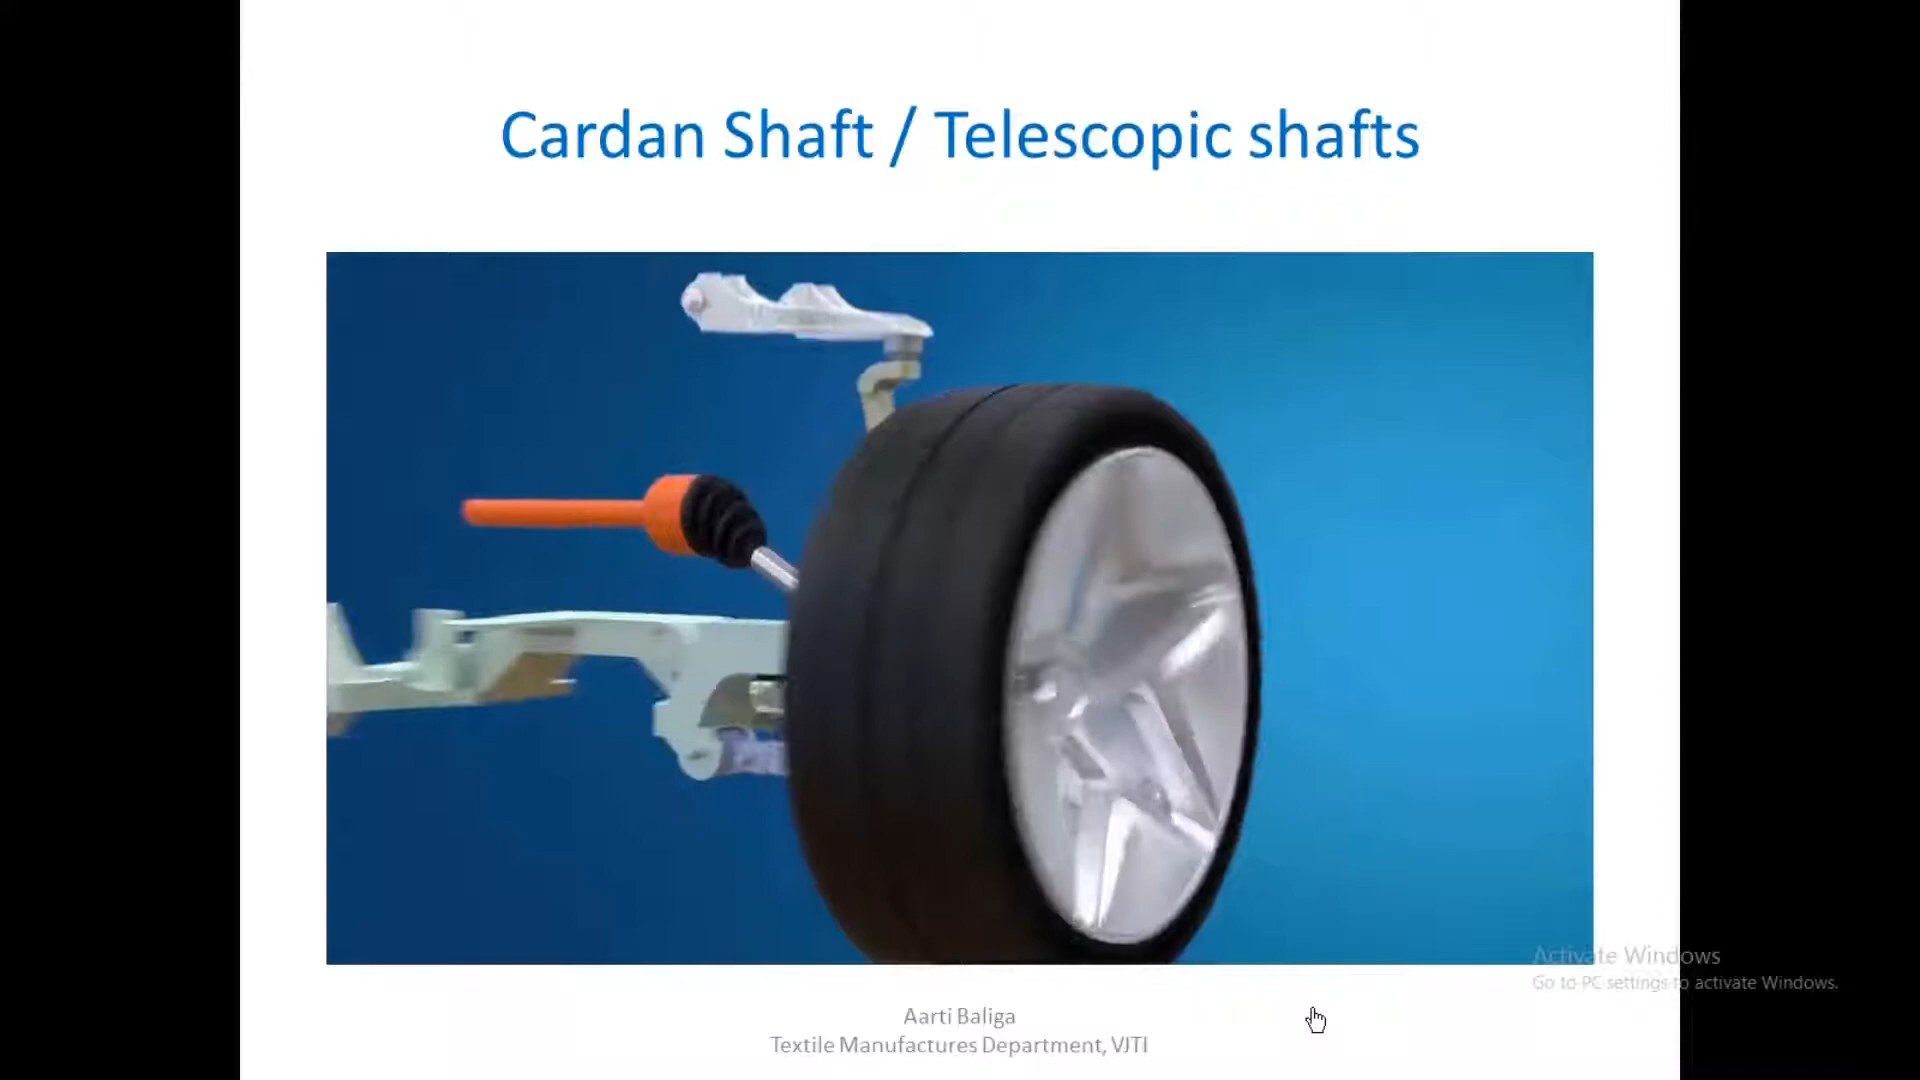 Cardan Shaft / Telescopic shafts
Activate Windows
Go to PC settings to activate Windows.
Aarti Baliga
Textile Manufactures Department, VJTI